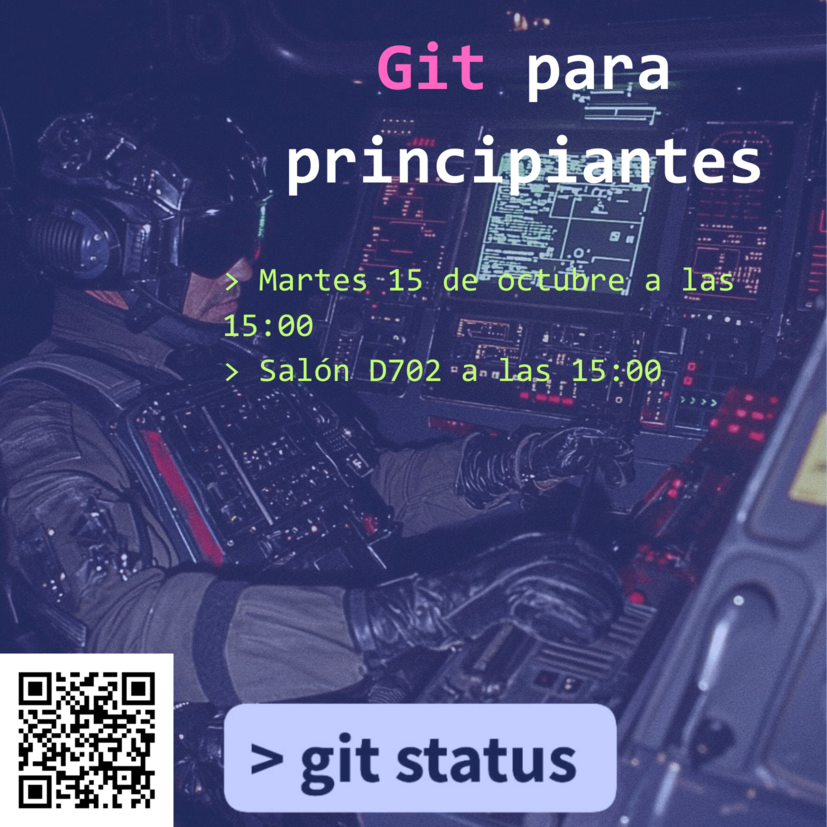 Git para
principiantes
> Martes 15 de octubre a las
15:00
> Salón D702 a las 15:00
> git status